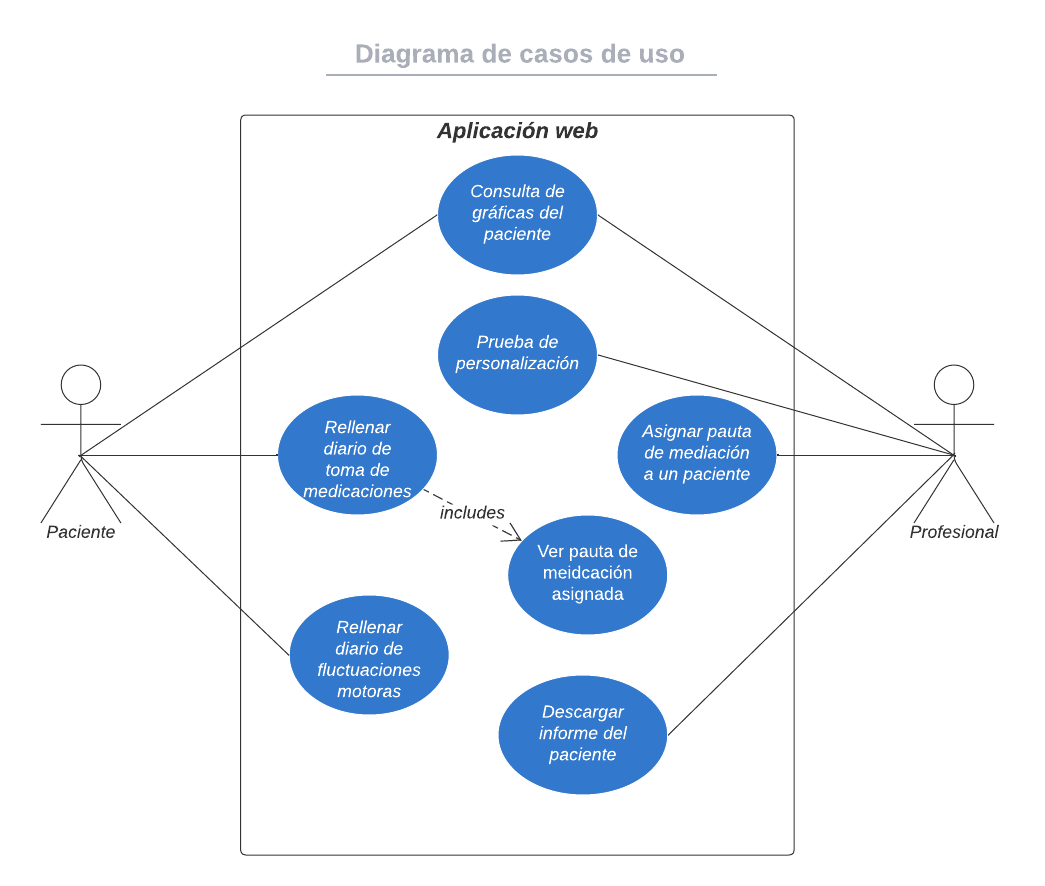 Diagrama de casos de uso
Aplicación web
Consulta de
gráficas del
paciente
Prueba de
personalización
Rellenar
diario de
toma de
medicaciones
Asignar pauta
de mediación
a un paciente
includes
Paciente
Profesional
Ver pauta de
meidcación
asignada
Rellenar
diario de
fluctuaciones
motoras
Descargar
informe del
paciente